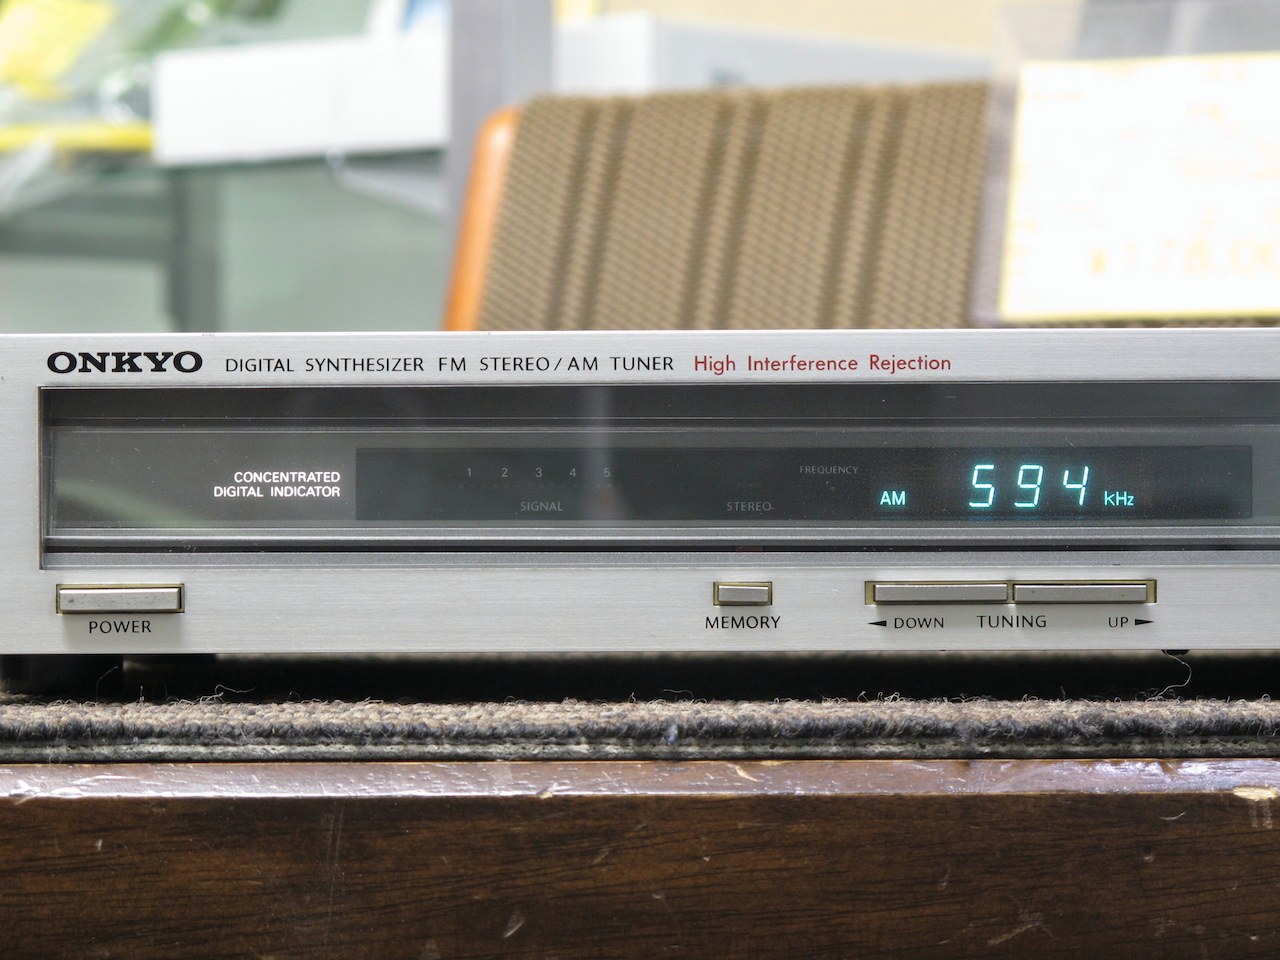 ONKYO DIGITAL SYNTHESIZER FM STEREO/AM TUNER High Interference Rejection
CONCENTRATED
DIGITAL INDICATOR
1 2 3 4 5
SIGNAL
STEREO
FREQUENCY
AM 594 kHz
POWER
MEMORY
◄ DOWN TUNING UP ►